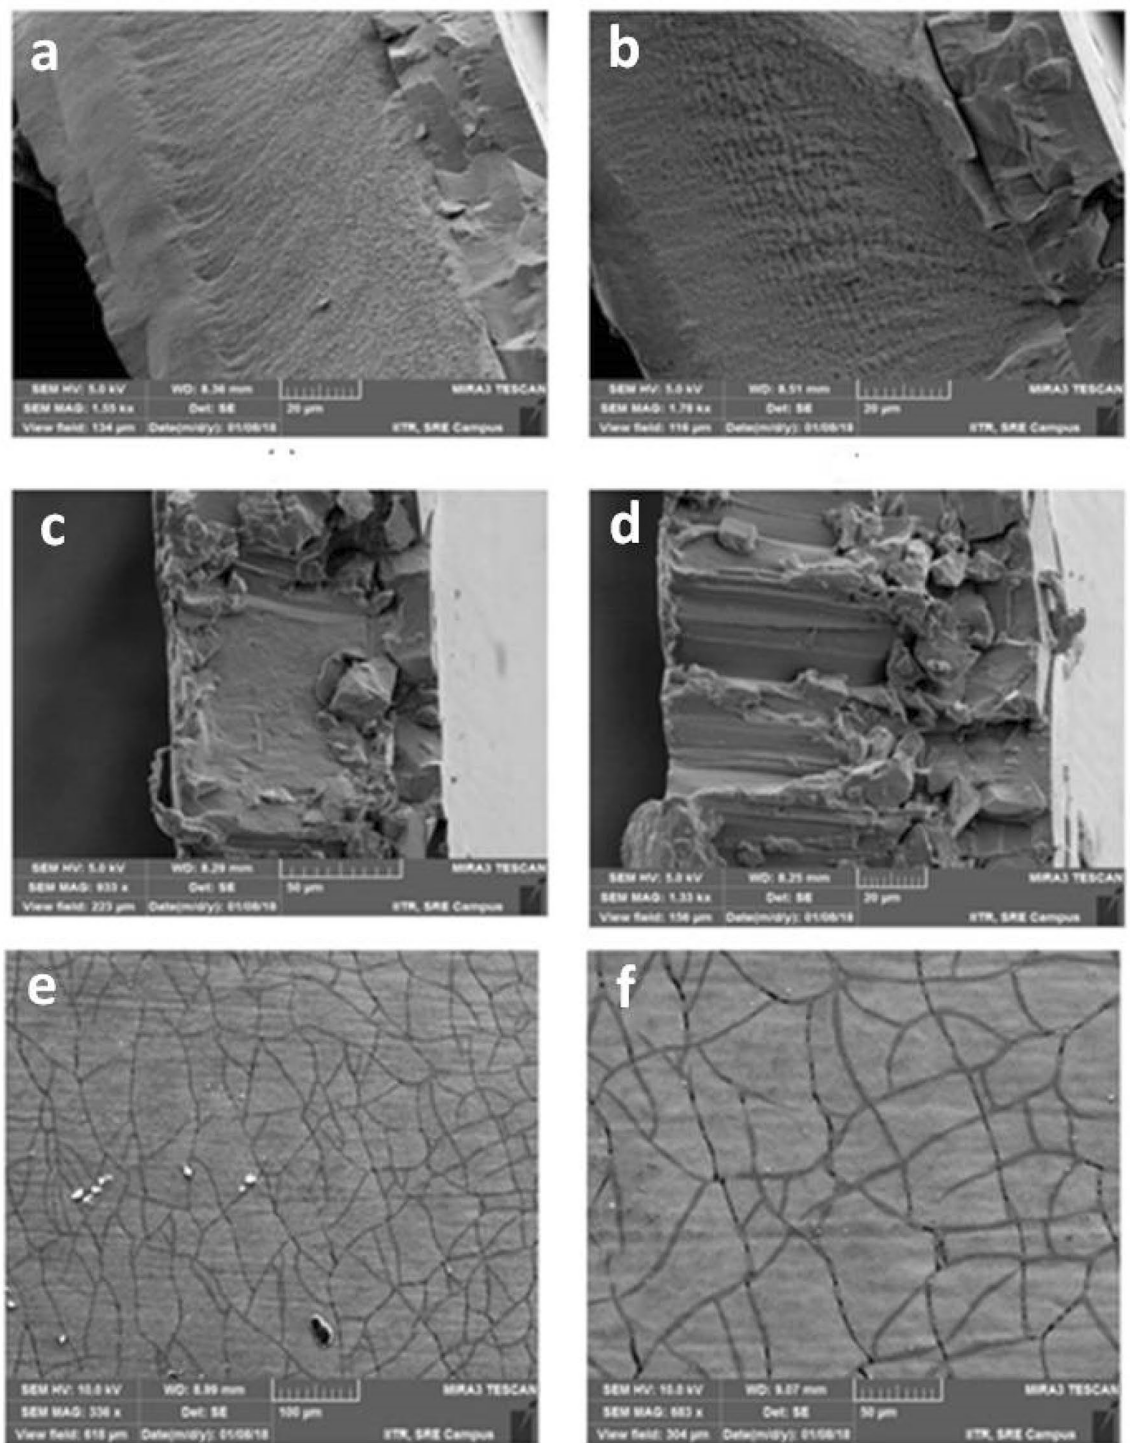 a
SEM HV: 5.0 kV WD: 8.36 mm MIRA3 TESCAN
SEM MAG: 1.55 kx Det: SE 20 µm
View field: 134 µm Date(m/d/y): 01/08/18 IITR, SRE Campus
b
SEM HV: 5.0 kV WD: 8.51 mm MIRA3 TESCAN
SEM MAG: 1.78 kx Det: SE 20 µm
View field: 116 µm Date(m/d/y): 01/08/18 IITR, SRE Campus
c
SEM HV: 5.0 kV WD: 8.29 mm MIRA3 TESCAN
SEM MAG: 933 x Det: SE 50 µm
View field: 223 µm Date(m/d/y): 01/08/18 IITR, SRE Campus
d
SEM HV: 5.0 kV WD: 8.25 mm MIRA3 TESCAN
SEM MAG: 1.33 kx Det: SE 20 µm
View field: 156 µm Date(m/d/y): 01/08/18 IITR, SRE Campus
e
SEM HV: 10.0 kV WD: 8.99 mm MIRA3 TESCAN
SEM MAG: 336 x Det: SE 100 µm
View field: 618 µm Date(m/d/y): 01/08/18 IITR, SRE Campus
f
SEM HV: 10.0 kV WD: 9.07 mm MIRA3 TESCAN
SEM MAG: 683 x Det: SE 50 µm
View field: 304 µm Date(m/d/y): 01/08/18 IITR, SRE Campus